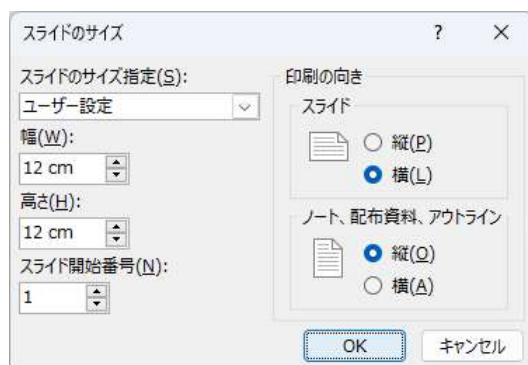 スライドのサイズ
?
×
スライドのサイズ指定(S):
ユーザー設定
幅(W):
12 cm
高さ(H):
12 cm
スライド開始番号(N):
1
印刷の向き
スライド
縦(P)
横(L)
ノート、配布資料、アウトライン
縦(O)
横(A)
OK
キャンセル